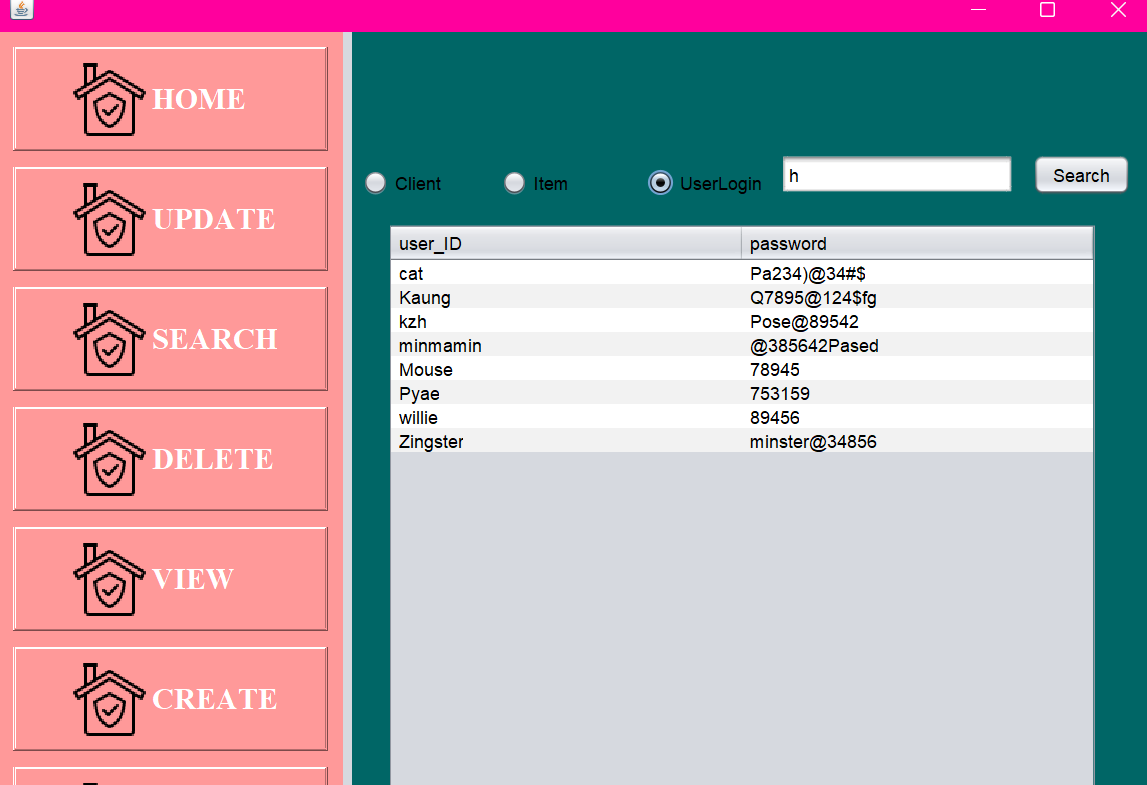 HOME
UPDATE
SEARCH
DELETE
VIEW
CREATE
Client Item UserLogin h Search
user_ID password
cat Pa234)@34#$
Kaung Q7895@124$fg
kzh Pose@89542
minmamin @385642Pased
Mouse 78945
Pyae 753159
willie 89456
Zingster minster@34856